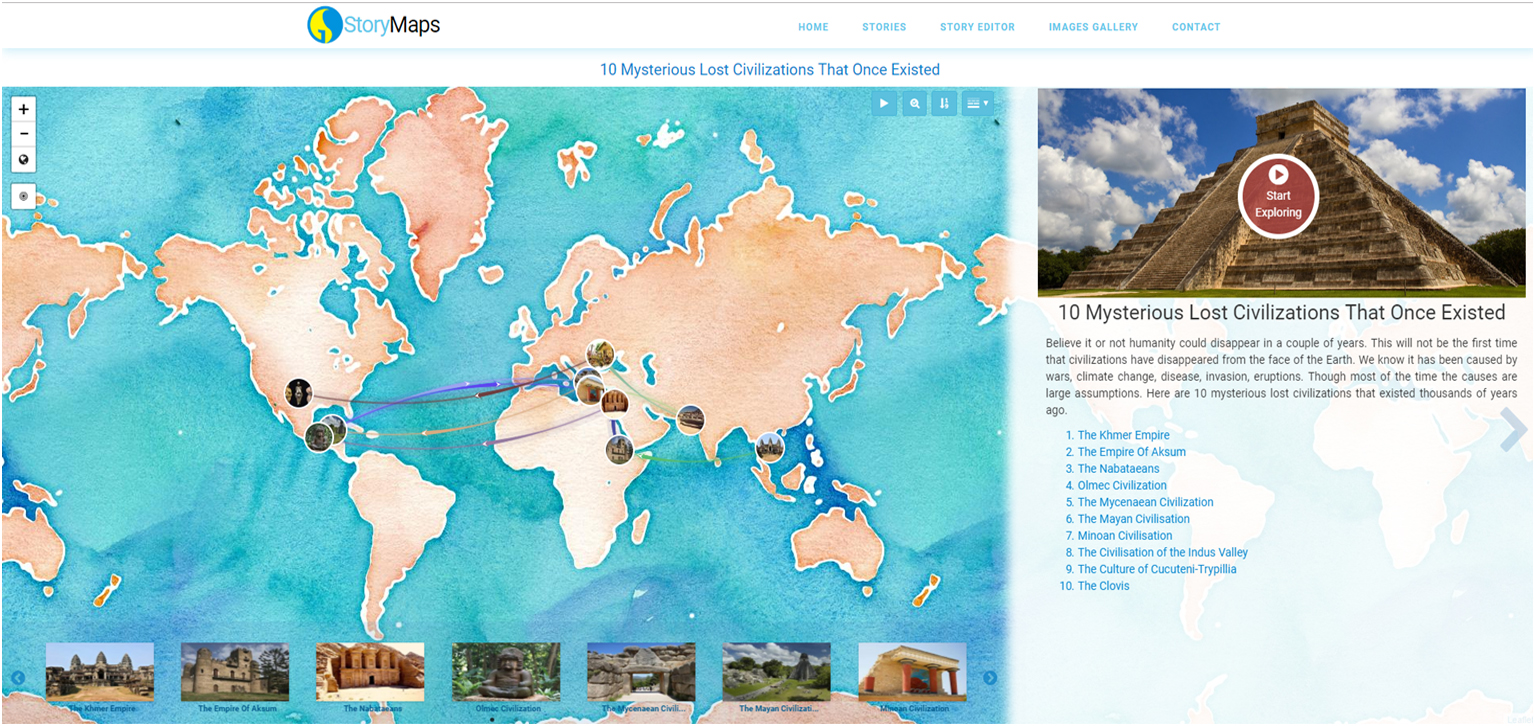 StoryMaps
HOME STORIES STORY EDITOR IMAGES GALLERY CONTACT
10 Mysterious Lost Civilizations That Once Existed
+
−
Start
Exploring
10 Mysterious Lost Civilizations That Once Existed
Believe it or not humanity could disappear in a couple of years. This will not be the first time
that civilizations have disappeared from the face of the Earth. We know it has been caused by
wars, climate change, disease, invasion, eruptions. Though most of the time the causes are
large assumptions. Here are 10 mysterious lost civilizations that existed thousands of years
ago.
1. The Khmer Empire
2. The Empire Of Aksum
3. The Nabataeans
4. Olmec Civilization
5. The Mycenaean Civilization
6. The Mayan Civilisation
7. Minoan Civilisation
8. The Civilisation of the Indus Valley
9. The Culture of Cucuteni-Trypillia
10. The Clovis
The Khmer Empire
The Empire Of Aksum
The Nabataeans
Olmec Civilization
The Mycenaean Civili...
The Mayan Civilizati...
Minoan Civilization